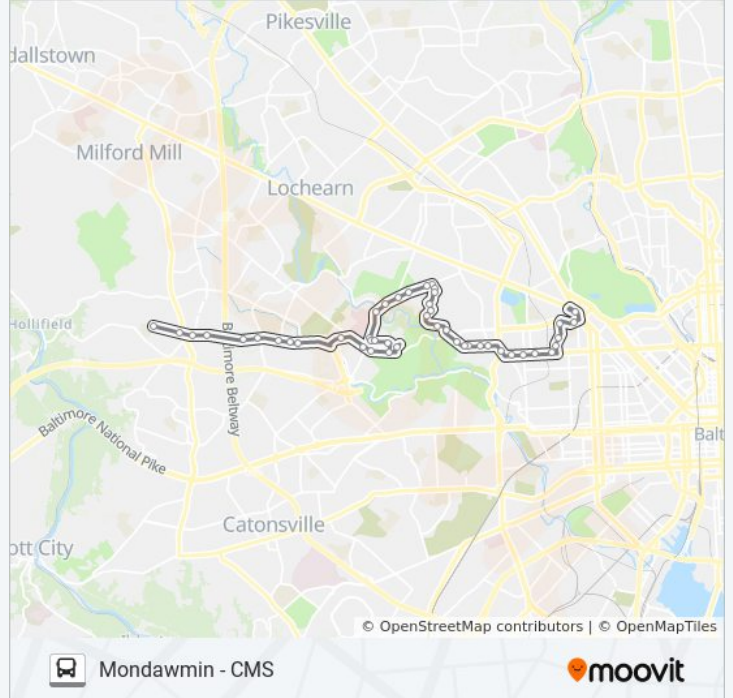 Pikesville
dallstown
Milford Mill
Lochearn
Hollifield
Baltimore Beltway
Baltimore National Pike
Balt
Catonsville
ott City
© OpenStreetMap contributors | © OpenMapTiles
Mondawmin - CMS
moovit